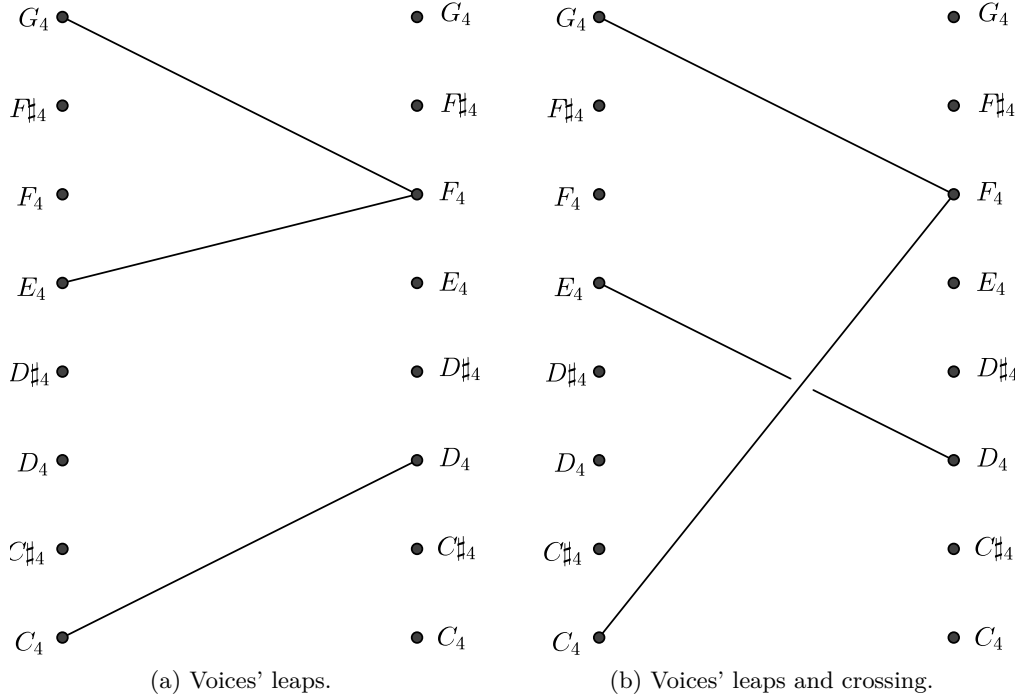 G₄ G₄ G₄ G₄
F♯₄ F♯₄ F♯₄ F♯₄
F₄ F₄ F₄ F₄
E₄ E₄ E₄ E₄
D♯₄ D♯₄ D♯₄ D♯₄
D₄ D₄ D₄ D₄
C♯₄ C♯₄ C♯₄ C♯₄
C₄ C₄ C₄ C₄
(a) Voices’ leaps. (b) Voices’ leaps and crossing.